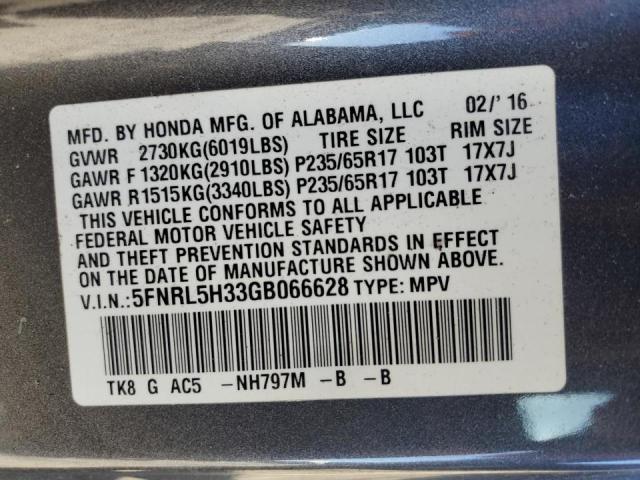 MFD. BY HONDA MFG. OF ALABAMA, LLC 02/'16
GVWR 2730KG(6019LBS) TIRE SIZE RIM SIZE
GAWR F 1320KG(2910LBS) P235/65R17 103T 17X7J
GAWR R1515KG(3340LBS) P235/65R17 103T 17X7J
THIS VEHICLE CONFORMS TO ALL APPLICABLE
FEDERAL MOTOR VEHICLE SAFETY
AND THEFT PREVENTION STANDARDS IN EFFECT
ON THE DATE OF MANUFACTURE SHOWN ABOVE.
V.I.N.:5FNRL5H33GB066628 TYPE: MPV
TK8 G AC5 -NH797M -B -B